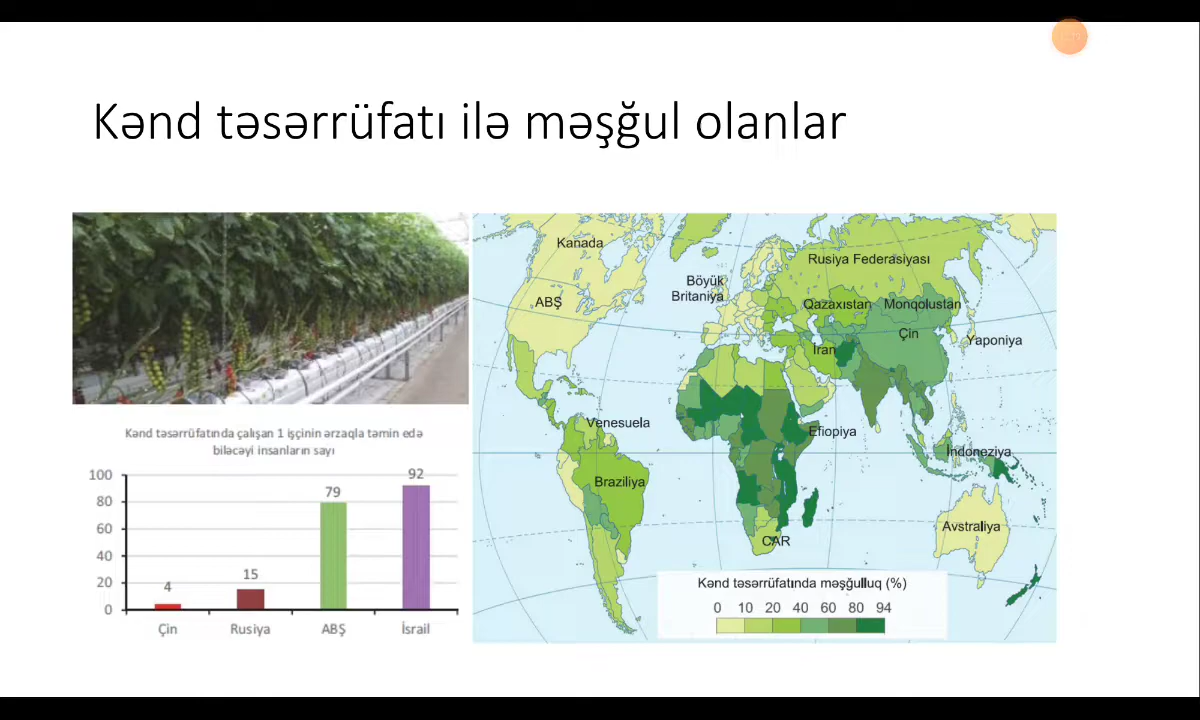 Kənd təsərrüfatı ilə məşğul olanlar
Kənd təsərrüfatında çalışan 1 işçinin ərzaqla təmin edə
biləcəyi insanların sayı
100
80
60
40
20
0
4
15
79
92
Çin
Rusiya
ABŞ
İsrail
Kanada
Rusiya Federasiyası
Böyük
Britaniya
ABŞ
Qazaxıstan
Monqolustan
Çin
Yaponiya
İran
Venesuela
Efiopiya
İndoneziya
Braziliya
Avstraliya
CAR
Kənd təsərrüfatında məşğulluq (%)
0 10 20 40 60 80 94